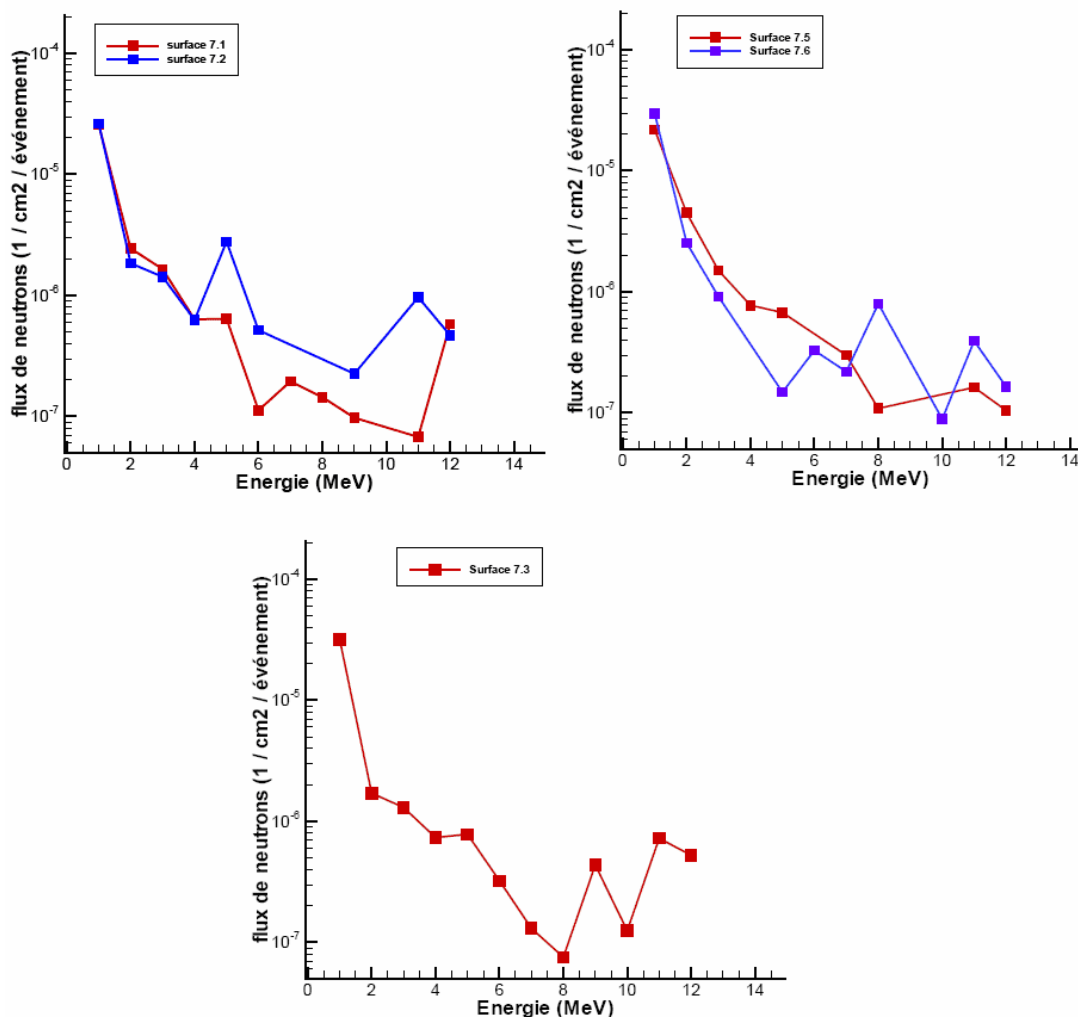 surface 7.1
surface 7.2
flux de neutrons (1 / cm2 / événement)
10-4
10-5
10-6
10-7
0 2 4 6 8 10 12 14
Energie (MeV)
Surface 7.5
Surface 7.6
flux de neutrons (1 / cm2 / événement)
10-4
10-5
10-6
10-7
0 2 4 6 8 10 12 14
Energie (MeV)
Surface 7.3
flux de neutrons (1 / cm2 / événement)
10-4
10-5
10-6
10-7
0 2 4 6 8 10 12 14
Energie (MeV)